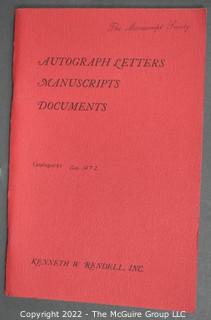 The Manuscript Society
AUTOGRAPH LETTERS
MANUSCRIPTS
DOCUMENTS
KENNETH W. RENDELL, INC.
Copyright 2022 - The McGuire Group LLC